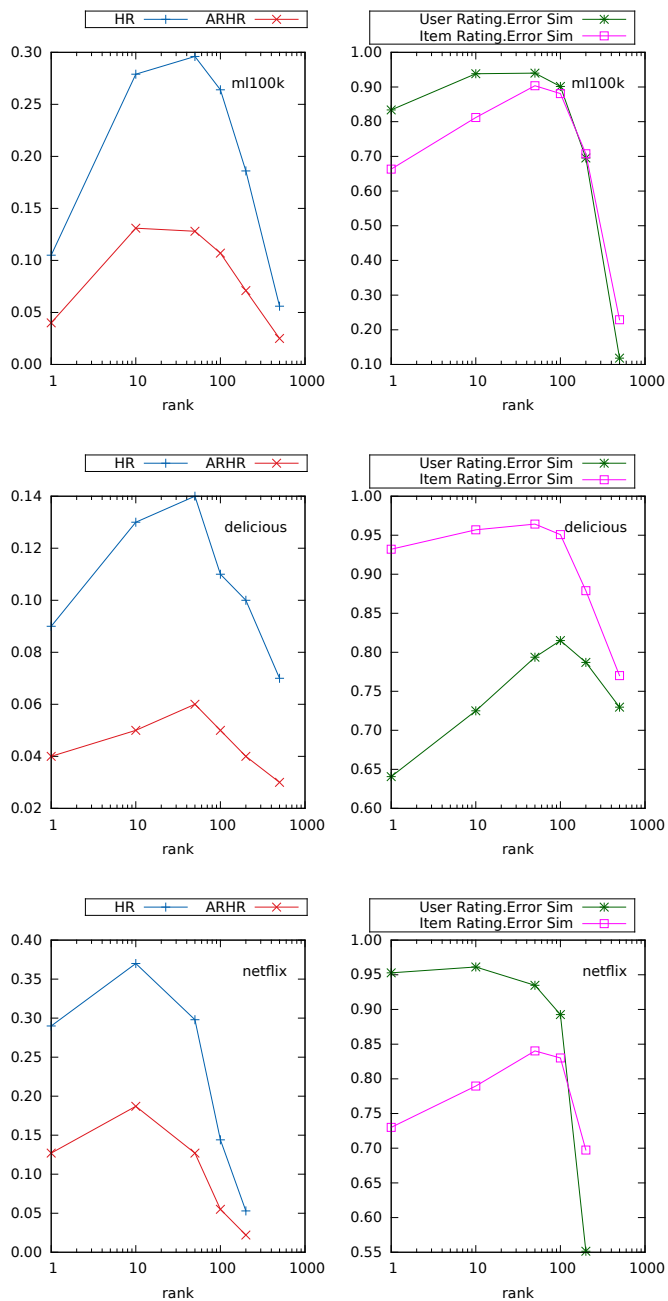 HR ARHR
0.30
0.25
0.20
0.15
0.10
0.05
0.00
ml100k
1 10 100 1000
rank
User Rating.Error Sim
Item Rating.Error Sim
1.00
0.90
0.80
0.70
0.60
0.50
0.40
0.30
0.20
0.10
ml100k
1 10 100 1000
rank
HR ARHR
0.14
0.12
0.10
0.08
0.06
0.04
0.02
delicious
1 10 100 1000
rank
User Rating.Error Sim
Item Rating.Error Sim
1.00
0.95
0.90
0.85
0.80
0.75
0.70
0.65
0.60
delicious
1 10 100 1000
rank
HR ARHR
0.40
0.35
0.30
0.25
0.20
0.15
0.10
0.05
0.00
netflix
1 10 100 1000
rank
User Rating.Error Sim
Item Rating.Error Sim
1.00
0.95
0.90
0.85
0.80
0.75
0.70
0.65
0.60
0.55
netflix
1 10 100 1000
rank